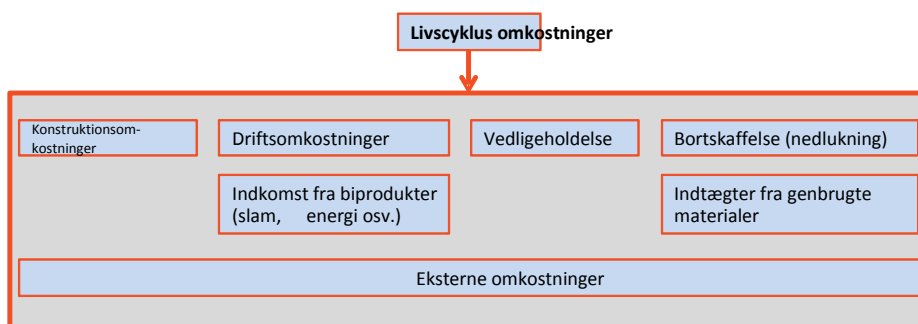 Livscyklus omkostninger
Konstruktionsom-
kostninger
Driftsomkostninger
Vedligeholdelse
Bortskaffelse (nedlukning)
Indkomst fra biprodukter
(slam, energi osv.)
Indtægter fra genbrugte
materialer
Eksterne omkostninger